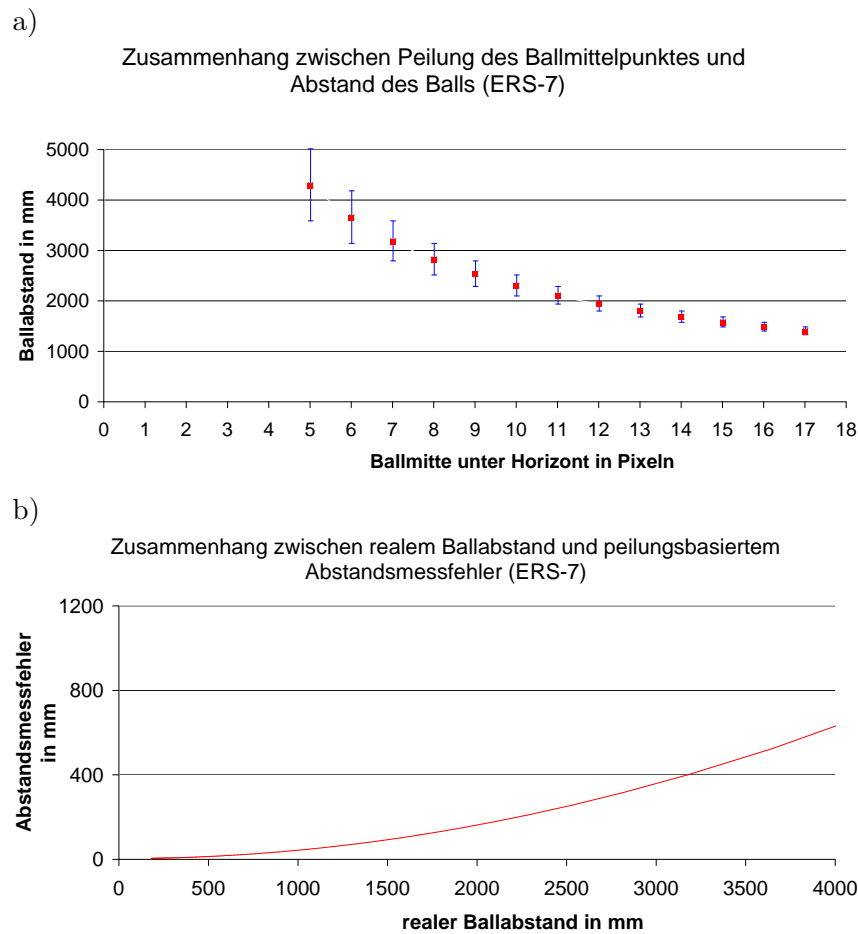 a)
Zusammenhang zwischen Peilung des Ballmittelpunktes und
Abstand des Balls (ERS-7)
5000
4000
3000
2000
1000
0
Ballabstand in mm
0 1 2 3 4 5 6 7 8 9 10 11 12 13 14 15 16 17 18
Ballmitte unter Horizont in Pixeln
b)
Zusammenhang zwischen realem Ballabstand und peilungsbasiertem
Abstandsmessfehler (ERS-7)
1200
800
400
0
Abstandsmessfehler
in mm
0 500 1000 1500 2000 2500 3000 3500 4000
realer Ballabstand in mm